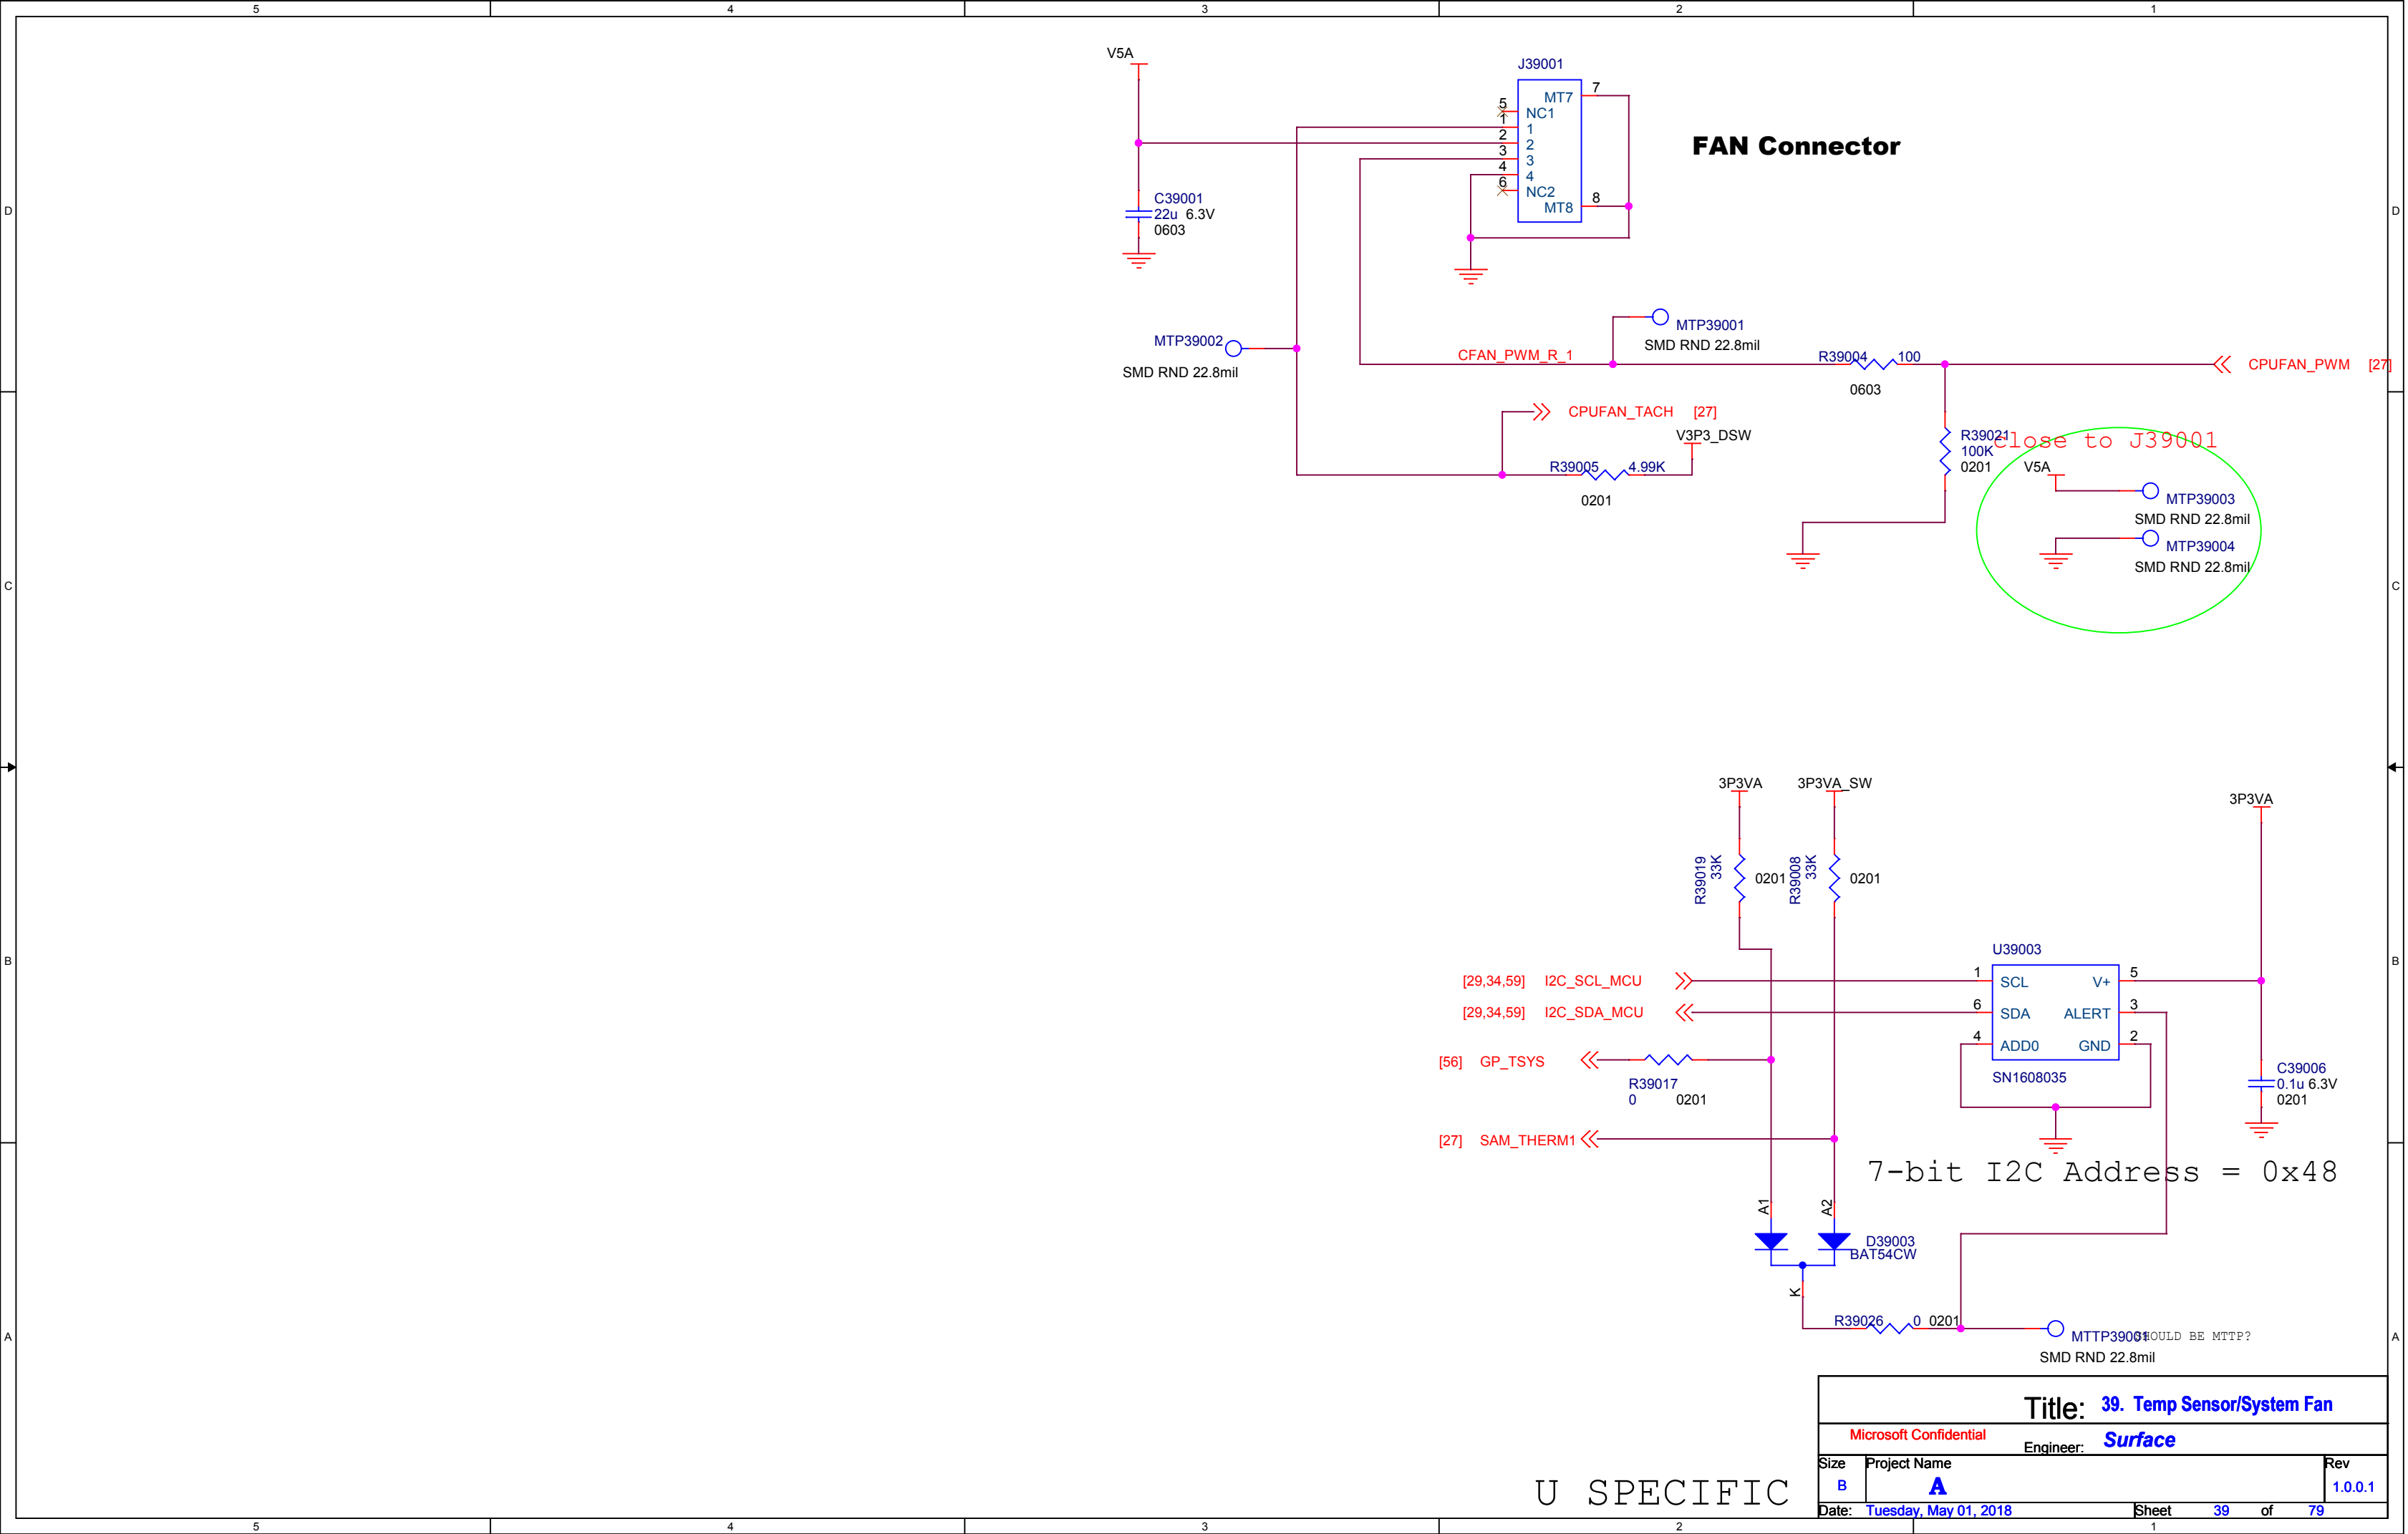 5 4 3 2 1
V5A
J39001
MT7 7
5 NC1
1 1
2 2
3 3
4 4
6 NC2
MT8 8
FAN Connector
C39001
22u 6.3V
0603
D D
MTP39002
SMD RND 22.8mil
MTP39001
SMD RND 22.8mil
CFAN_PWM_R_1
R39004 100
0603
CPUFAN_PWM [27]
CPUFAN_TACH [27]
V3P3_DSW
R39005 4.99K
0201
R39021
100K
0201
Close to J39001
V5A
MTP39003
SMD RND 22.8mil
MTP39004
SMD RND 22.8mil
C C
3P3VA
3P3VA_SW
3P3VA
R39019
33K
0201
R39008
33K
0201
B B
U39003
[29,34,59] I2C_SCL_MCU
1 SCL V+ 5
[29,34,59] I2C_SDA_MCU
6 SDA ALERT 3
4 ADD0 GND 2
SN1608035
[56] GP_TSYS
R39017
0 0201
C39006
0.1u 6.3V
0201
[27] SAM_THERM1
7-bit I2C Address = 0x48
A1
A2
D39003
BAT54CW
K
R39026 0 0201
MTTP39001
SHOULD BE MTTP?
SMD RND 22.8mil
A A
Title: 39. Temp Sensor/System Fan
Microsoft Confidential
Engineer: Surface
Size
B
Project Name
A
Rev
1.0.0.1
Date: Tuesday, May 01, 2018
Sheet 39 of 79
U SPECIFIC
5 4 3 2 1